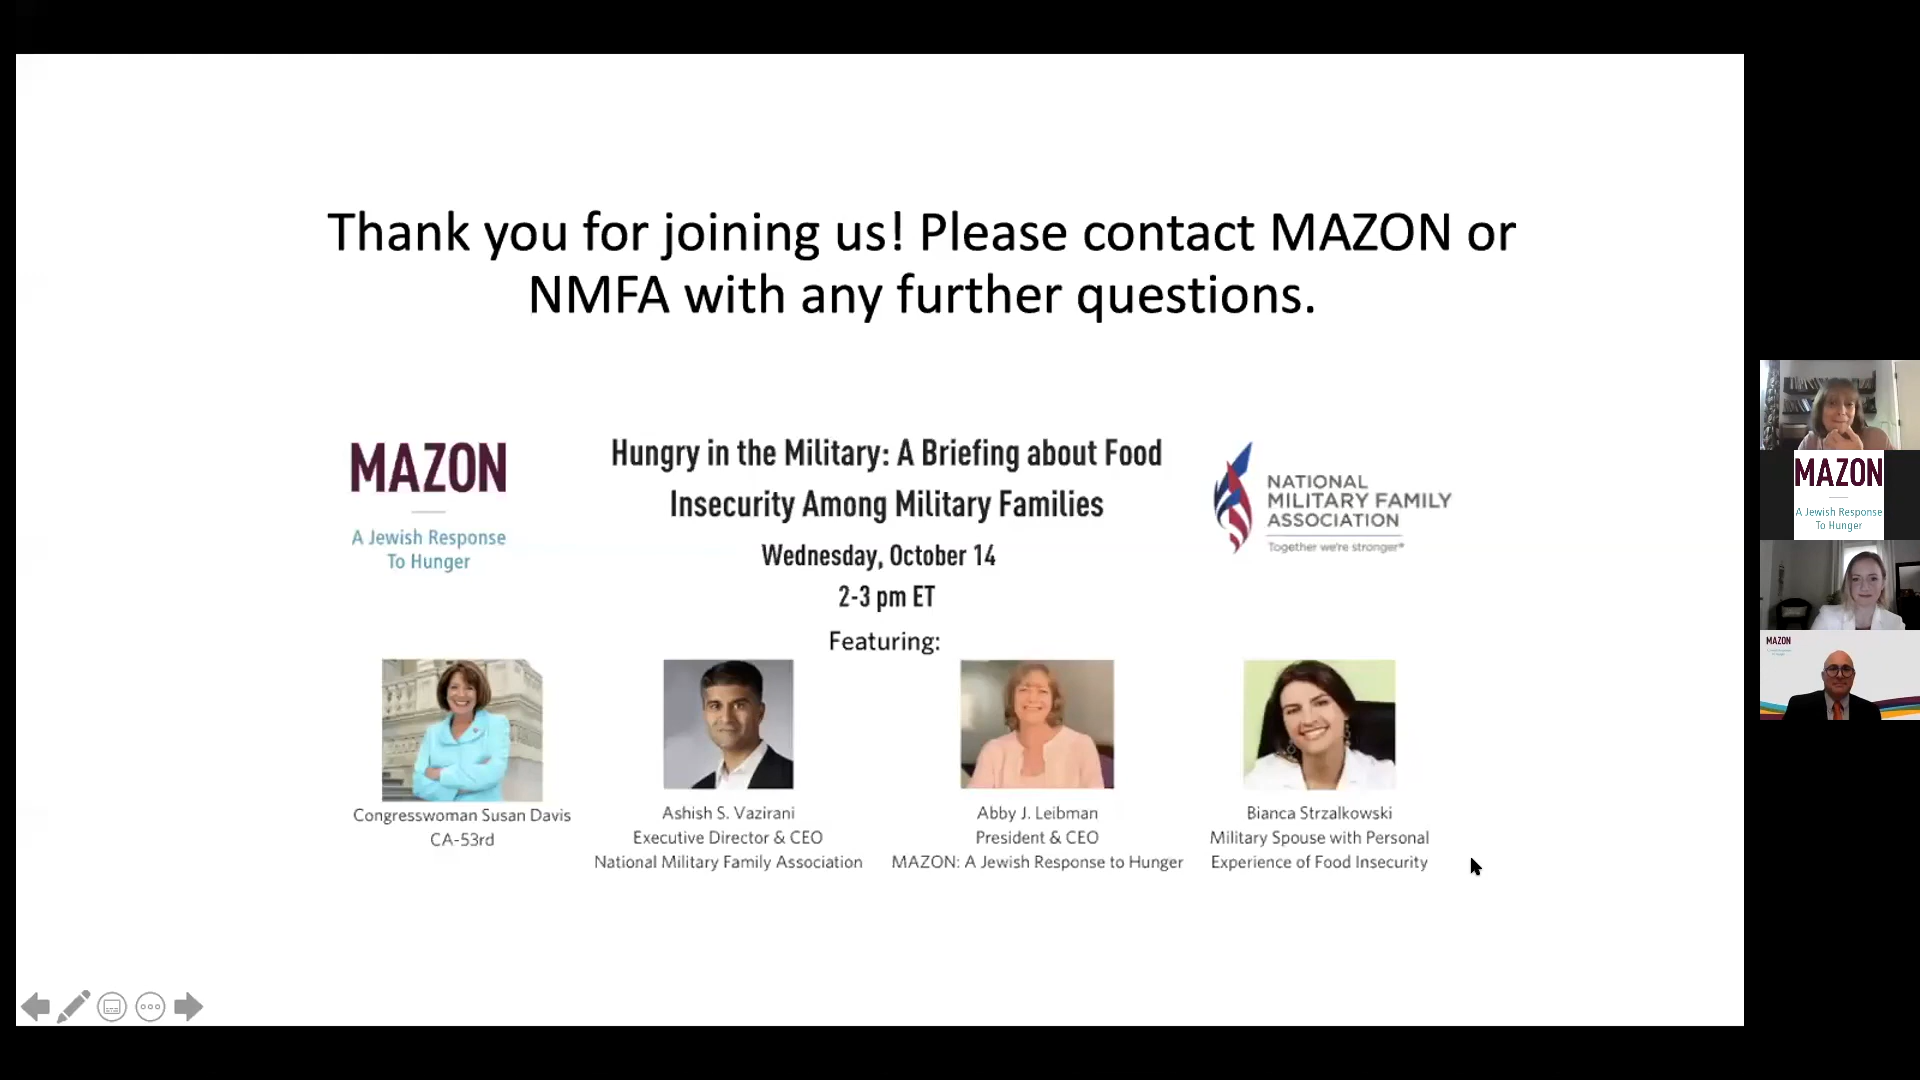 Thank you for joining us! Please contact MAZON or
NMFA with any further questions.
MAZON
A Jewish Response
To Hunger
Hungry in the Military: A Briefing about Food
Insecurity Among Military Families
Wednesday, October 14
2-3 pm ET
Featuring:
NATIONAL
MILITARY FAMILY
ASSOCIATION
Together we're stronger®
Congresswoman Susan Davis
CA-53rd
Ashish S. Vazirani
Executive Director & CEO
National Military Family Association
Abby J. Leibman
President & CEO
MAZON: A Jewish Response to Hunger
Bianca Strzalkowski
Military Spouse with Personal
Experience of Food Insecurity
MAZON
A Jewish Response
To Hunger
MAZON